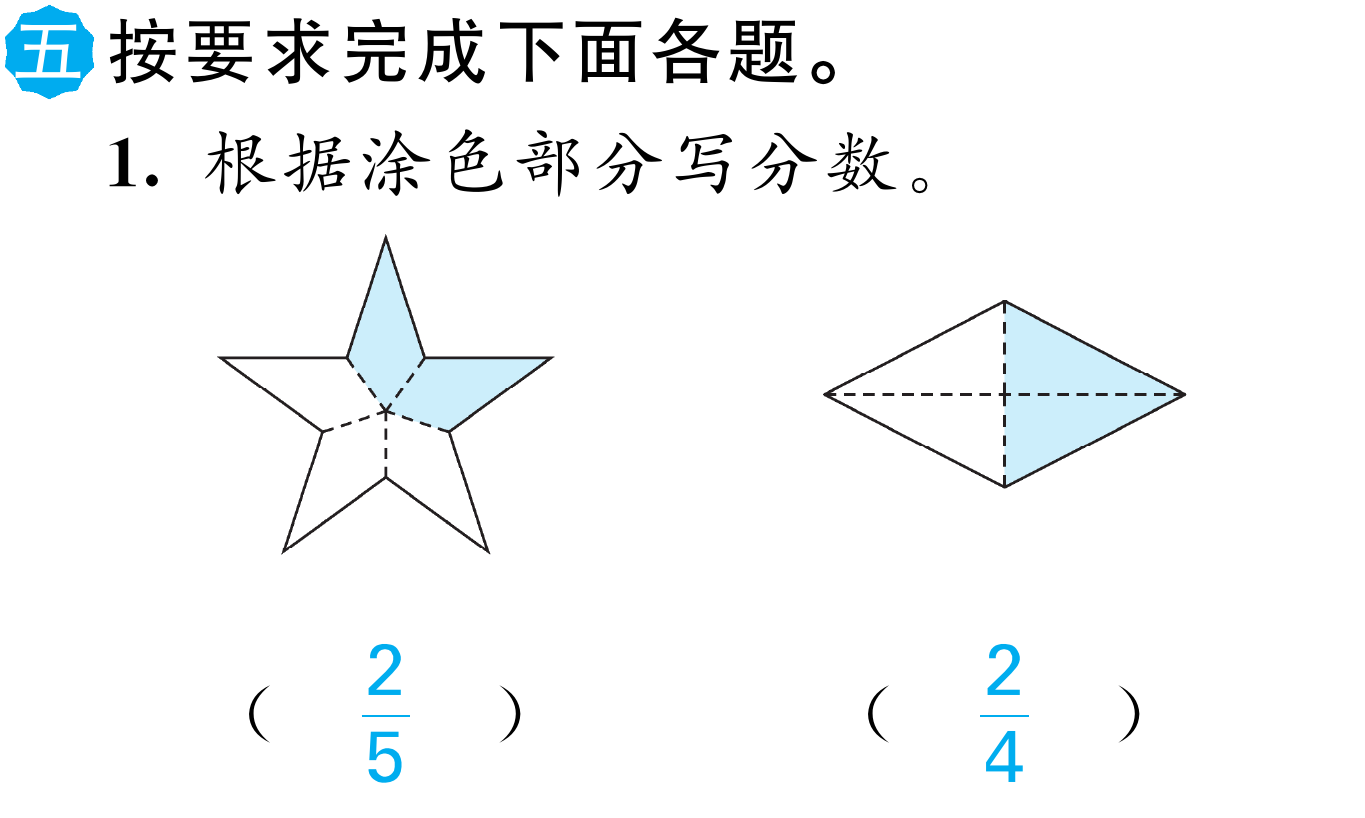 五 按要求完成下面各题。
1. 根据涂色部分写分数。
( 2/5 ) ( 2/4 )